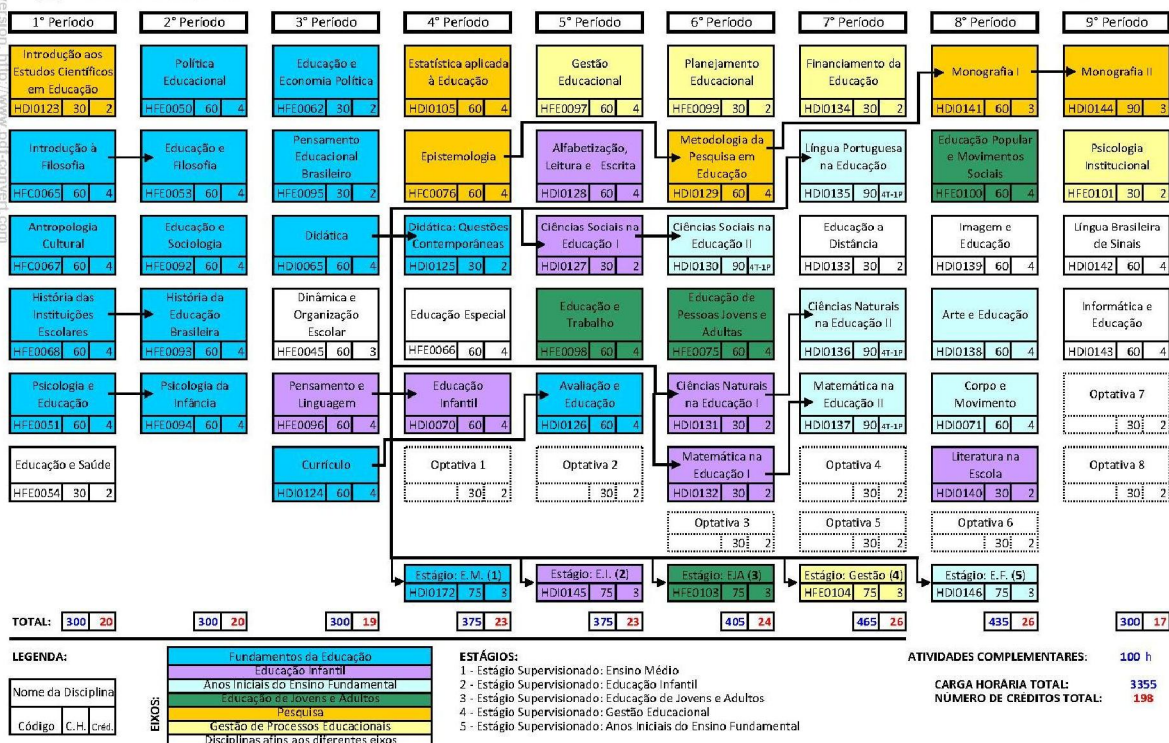 1° Período
2° Período
3° Período
4° Período
5° Período
6° Período
7° Período
8° Período
9° Período
Introdução aos
Estudos Científicos
em Educação
HDI0123 30 2
Política
Educacional
HFE0050 60 4
Educação e
Economia Política
HFE0062 30 2
Estatística aplicada
à Educação
HDI0105 60 4
Gestão
Educacional
HFE0097 60 4
Planejamento
Educacional
HFE0099 30 2
Financiamento da
Educação
HDI0134 30 2
Monografia I
HDI0141 60 3
Monografia II
HDI0144 90 3
Introdução à
Filosofia
HFC0065 60 4
Educação e
Filosofia
HFE0053 60 4
Pensamento
Educacional
Brasileiro
HFE0095 30 2
Epistemologia
HFC0076 60 4
Alfabetização,
Leitura e Escrita
HDI0128 60 4
Metodologia da
Pesquisa em
Educação
HDI0129 60 4
Língua Portuguesa
na Educação
HDI0135 90 4T-1P
Educação Popular
e Movimentos
Sociais
HFE0100 60 4
Psicologia
Institucional
HFE0101 30 2
Antropologia
Cultural
HFC0067 60 4
Educação e
Sociologia
HFE0092 60 4
Didática
HDI0065 60 4
Didática: Questões
Contemporâneas
HDI0125 30 2
Ciências Sociais na
Educação I
HDI0127 30 2
Ciências Sociais na
Educação II
HDI0130 90 4T-1P
Educação a
Distância
HDI0133 30 2
Imagem e
Educação
HDI0139 60 4
Língua Brasileira
de Sinais
HDI0142 60 4
História das
Instituições
Escolares
HFE0068 60 4
História da
Educação
Brasileira
HFE0093 60 4
Dinâmica e
Organização
Escolar
HFE0045 60 3
Educação Especial
HFE0066 60 4
Educação e
Trabalho
HFE0098 60 4
Educação de
Pessoas Jovens e
Adultas
HFE0075 60 4
Ciências Naturais
na Educação II
HDI0136 90 4T-1P
Arte e Educação
HDI0138 60 4
Informática e
Educação
HDI0143 60 4
Psicologia e
Educação
HFE0051 60 4
Psicologia da
Infância
HFE0094 60 4
Pensamento e
Linguagem
HFE0096 60 4
Educação
Infantil
HDI0070 60 4
Avaliação e
Educação
HDI0126 60 4
Ciências Naturais
na Educação I
HDI0131 30 2
Matemática na
Educação II
HDI0137 90 4T-1P
Corpo e
Movimento
HDI0071 60 4
Optativa 7
30 2
Educação e Saúde
HFE0054 30 2
Currículo
HDI0124 60 4
Optativa 1
30 2
Optativa 2
30 2
Matemática na
Educação I
HDI0132 30 2
Optativa 4
30 2
Literatura na
Escola
HDI0140 30 2
Optativa 8
30 2
Optativa 3
30 2
Optativa 5
30 2
Optativa 6
30 2
Estágio: E.M. (1)
HDI0172 75 3
Estágio: E.I. (2)
HDI0145 75 3
Estágio: EJA (3)
HFE0103 75 3
Estágio: Gestão (4)
HFE0104 75 3
Estágio: E.F. (5)
HDI0146 75 3
TOTAL: 300 20 300 20 300 19 375 23 375 23 405 24 465 26 435 26 300 17
LEGENDA:
Nome da Disciplina
Código C.H. Créd.
EIXOS:
Fundamentos da Educação
Educação Infantil
Anos Iniciais do Ensino Fundamental
Educação de Jovens e Adultos
Pesquisa
Gestão de Processos Educacionais
Disciplinas afins aos diferentes eixos
ESTÁGIOS:
1 - Estágio Supervisionado: Ensino Médio
2 - Estágio Supervisionado: Educação Infantil
3 - Estágio Supervisionado: Educação de Jovens e Adultos
4 - Estágio Supervisionado: Gestão Educacional
5 - Estágio Supervisionado: Anos Iniciais do Ensino Fundamental
ATIVIDADES COMPLEMENTARES: 100 h
CARGA HORÁRIA TOTAL: 3355
NÚMERO DE CRÉDITOS TOTAL: 198